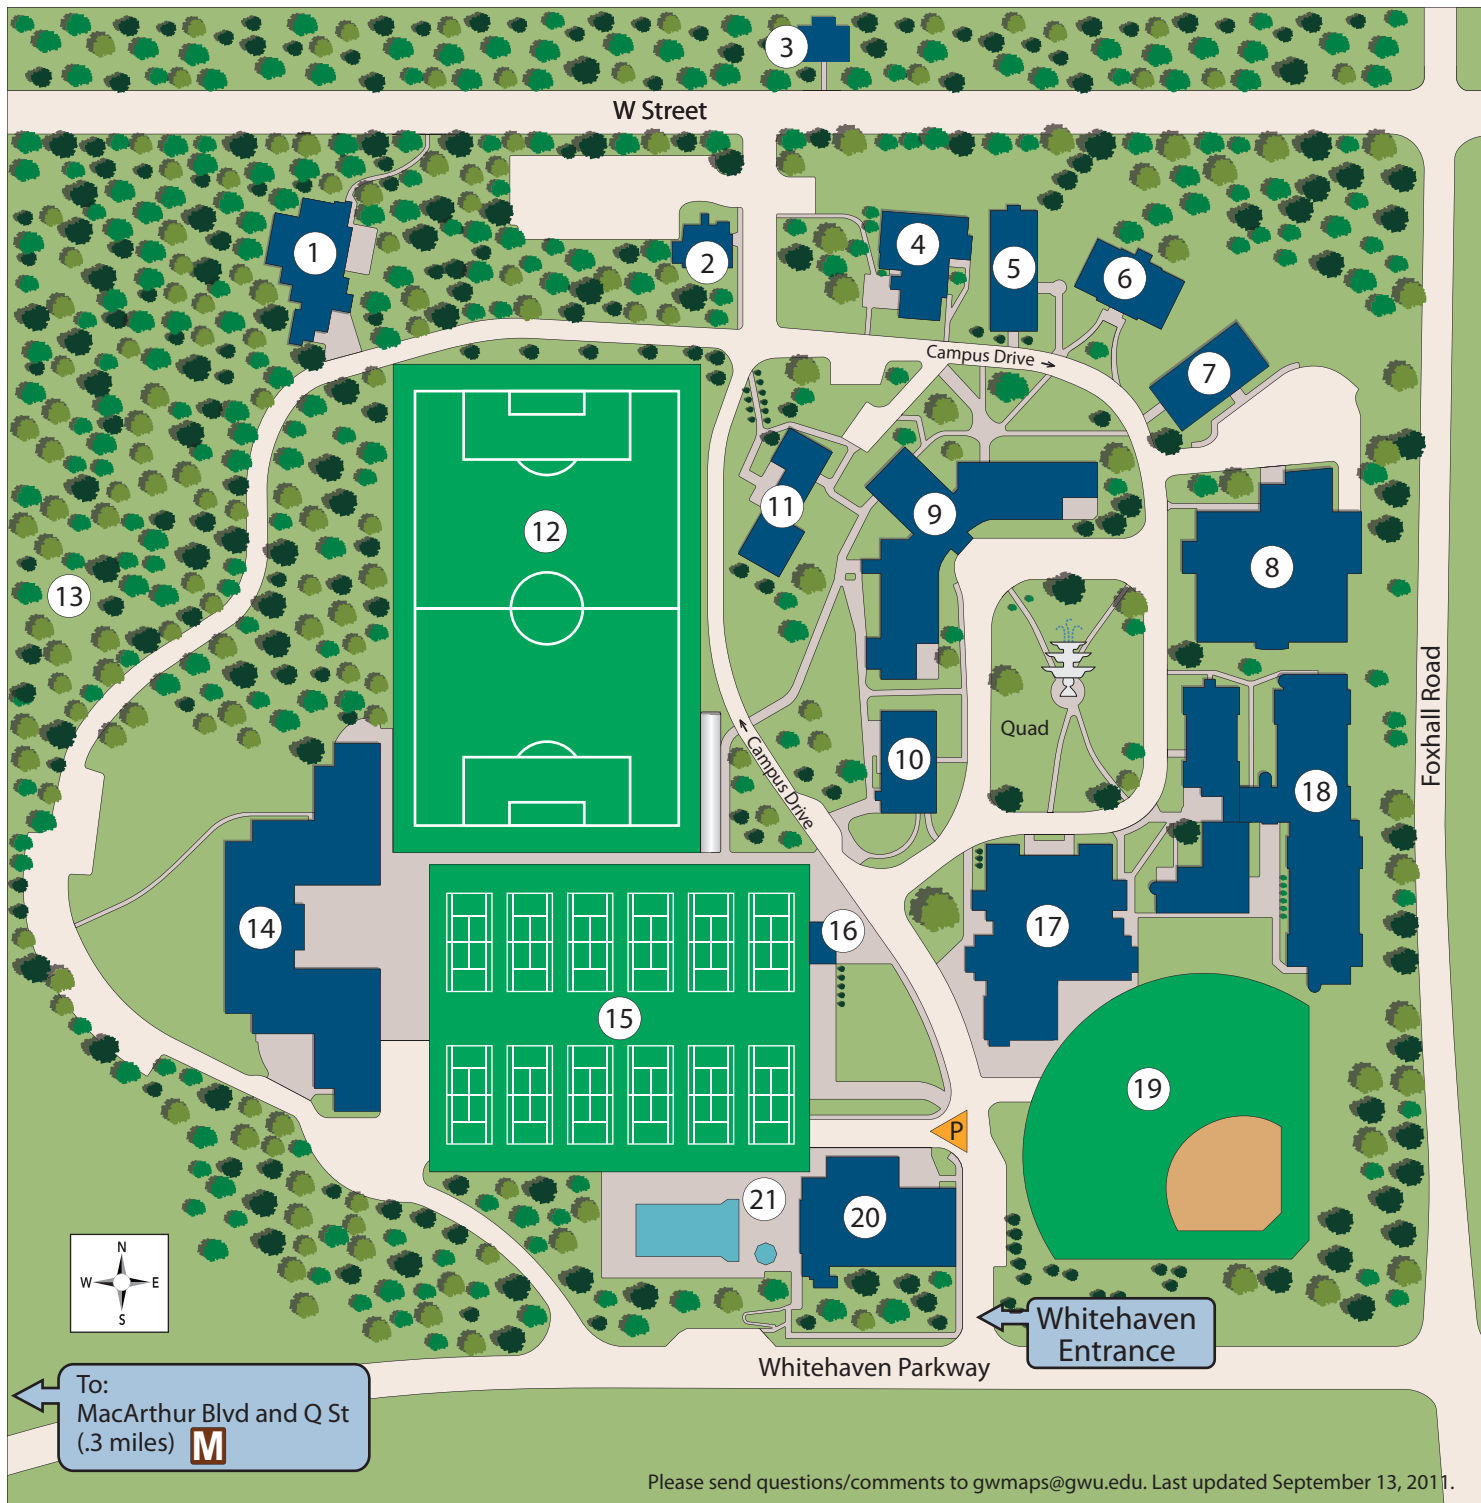 3
W Street
1
2
4
5
6
Campus Drive →
7
11
9
12
8
13
Foxhall Road
Quad
10
← Campus Drive
18
14
16
17
15
19
P
21
20
N
W E
S
Whitehaven
Entrance
Whitehaven Parkway
To:
MacArthur Blvd and Q St
(.3 miles) M
Please send questions/comments to gwmaps@gwu.edu. Last updated September 13, 2011.